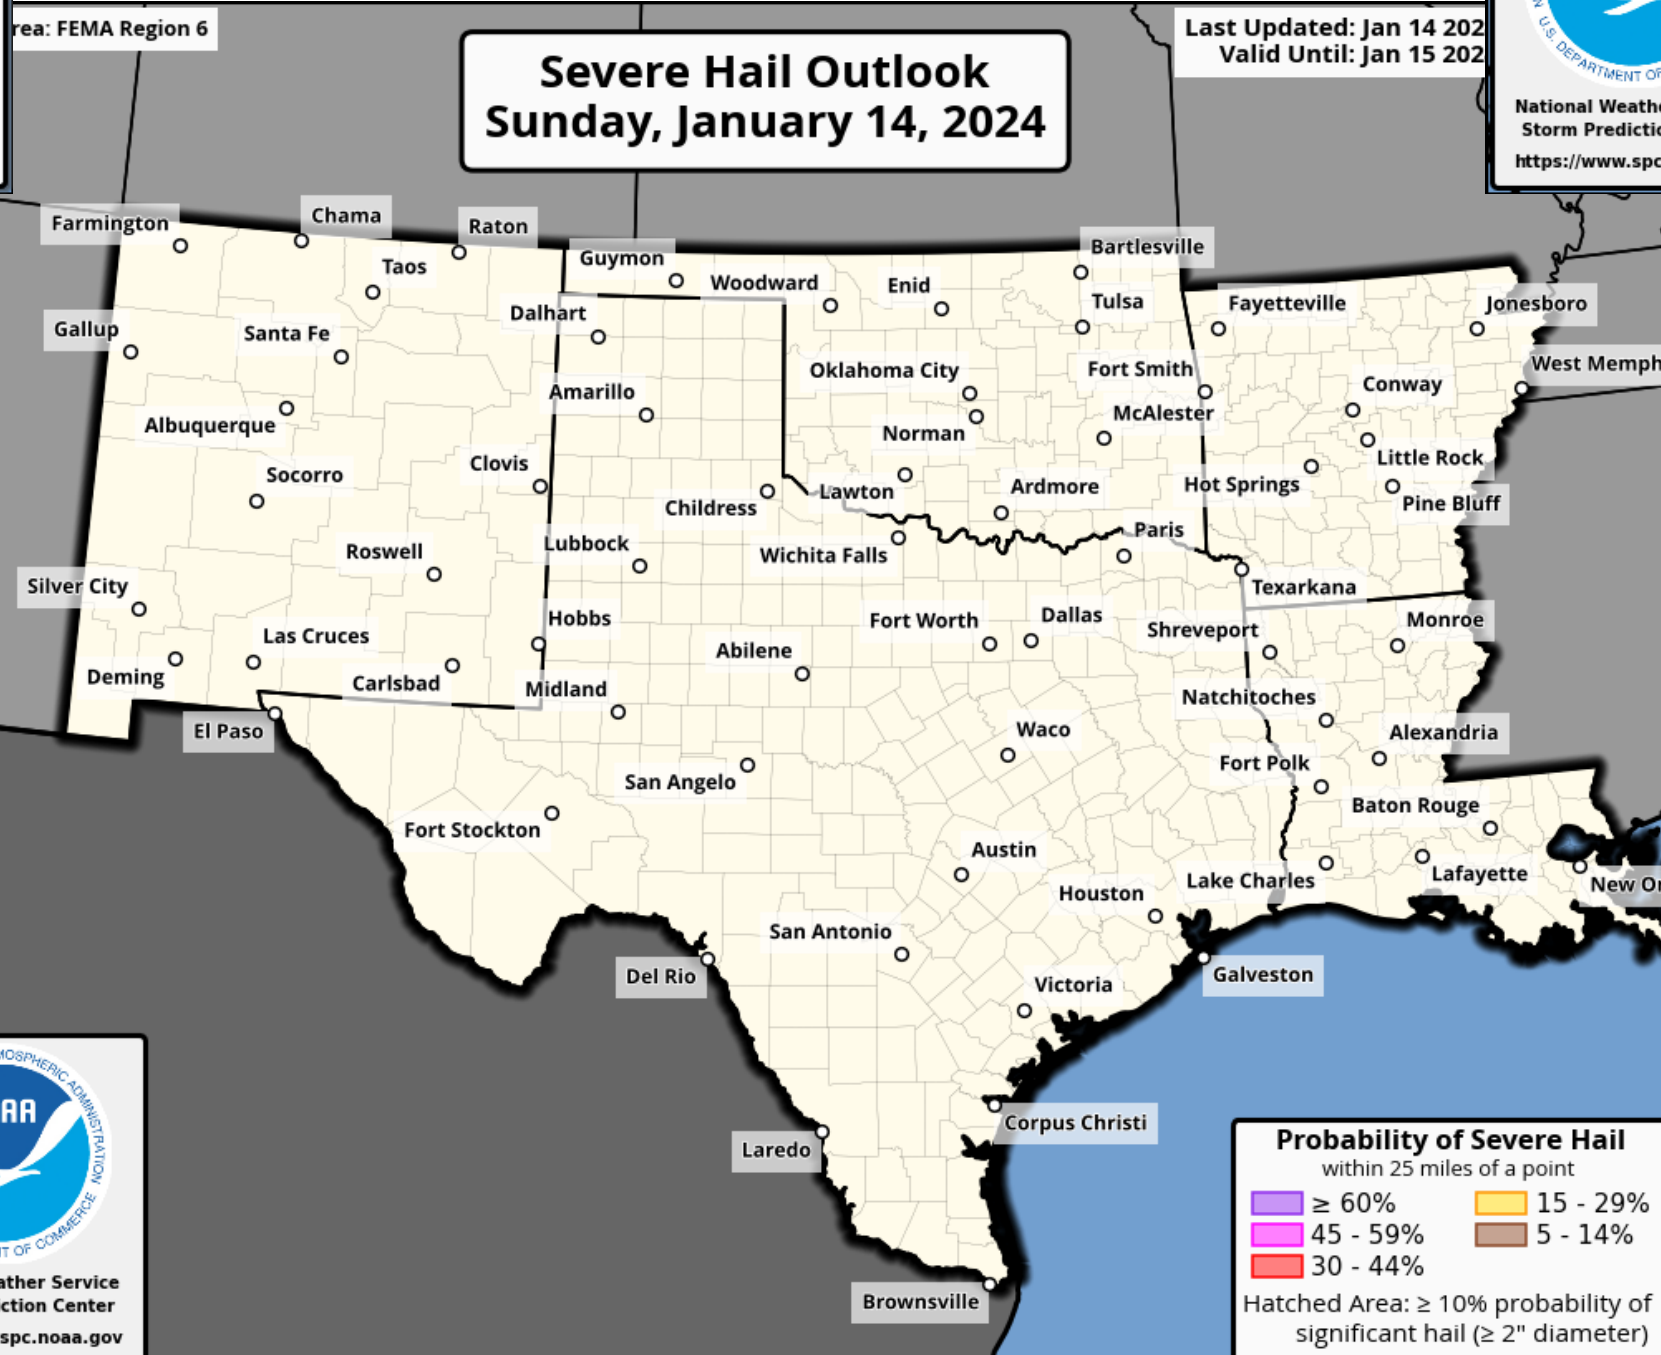 rea: FEMA Region 6
Severe Hail Outlook
Sunday, January 14, 2024
Last Updated: Jan 14 202
Valid Until: Jan 15 202
U.S. DEPARTMENT OF
National Weathe
Storm Predictio
https://www.spc
Farmington
Chama
Raton
Taos
Guymon
Woodward
Enid
Bartlesville
Tulsa
Fayetteville
Jonesboro
Gallup
Santa Fe
Dalhart
Oklahoma City
Fort Smith
Conway
West Memph
Amarillo
Albuquerque
Norman
McAlester
Little Rock
Socorro
Clovis
Childress
Lawton
Ardmore
Hot Springs
Pine Bluff
Roswell
Lubbock
Wichita Falls
Paris
Silver City
Texarkana
Las Cruces
Hobbs
Fort Worth
Dallas
Shreveport
Monroe
Deming
Carlsbad
Midland
Abilene
Natchitoches
El Paso
Waco
Alexandria
San Angelo
Fort Polk
Fort Stockton
Baton Rouge
Austin
Lake Charles
Lafayette
New Or
Houston
San Antonio
Del Rio
Victoria
Galveston
Corpus Christi
Laredo
Brownsville
MOSPHERIC ADMINISTRATION
AA
T OF COMMERCE
ather Service
ction Center
spc.noaa.gov
Probability of Severe Hail
within 25 miles of a point
≥ 60%
15 - 29%
45 - 59%
5 - 14%
30 - 44%
Hatched Area: ≥ 10% probability of
significant hail (≥ 2" diameter)